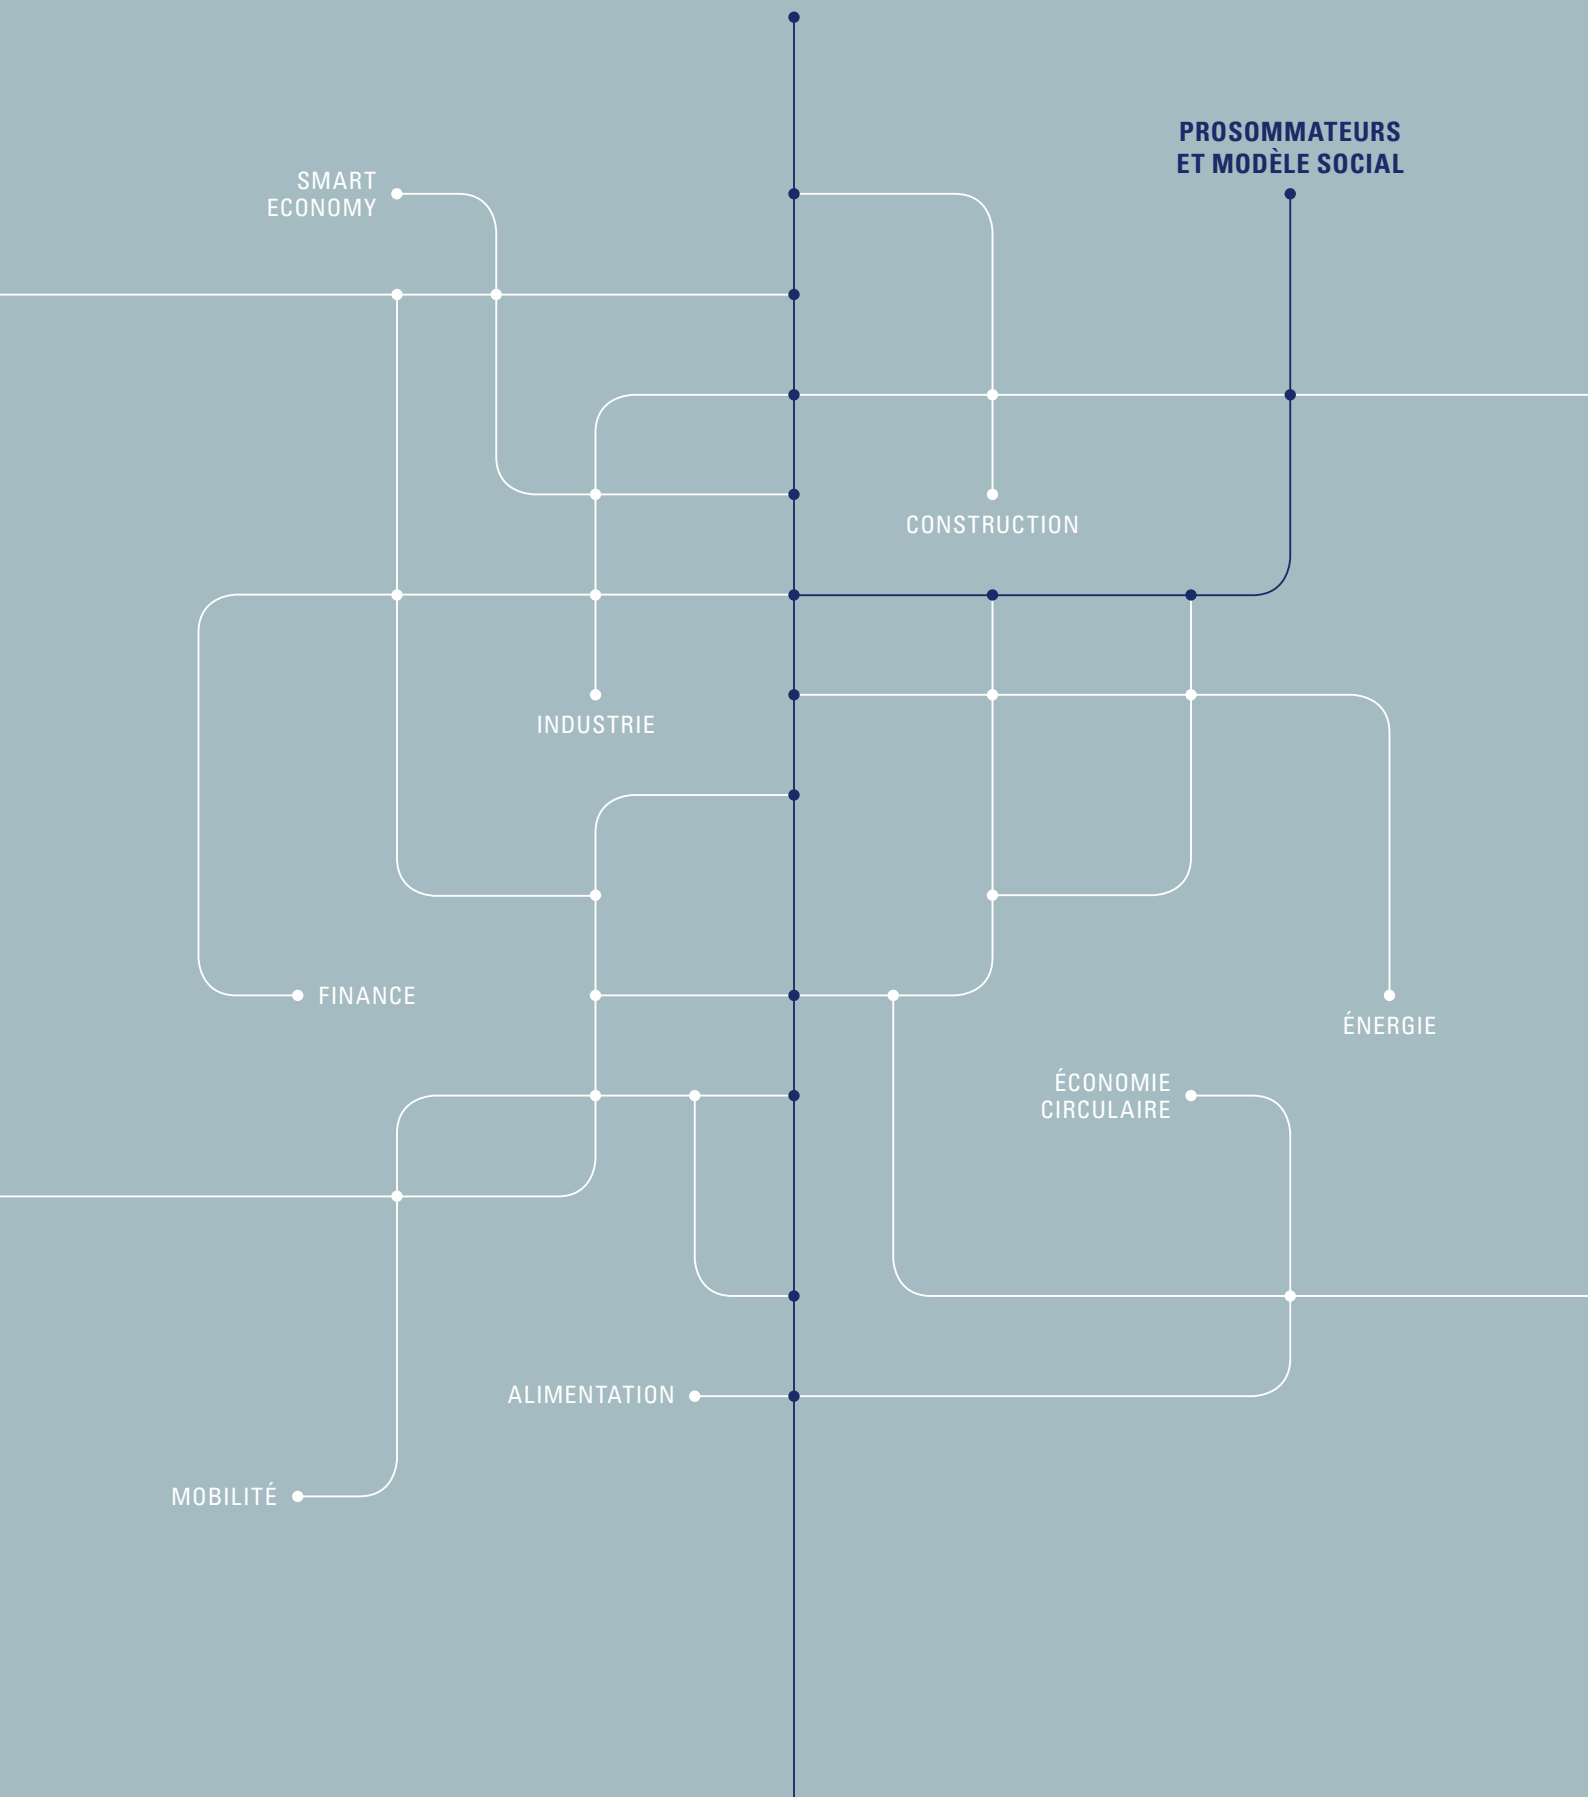 PROSOMMATEURS
ET MODÈLE SOCIAL
SMART
ECONOMY
CONSTRUCTION
INDUSTRIE
FINANCE
ÉNERGIE
ÉCONOMIE
CIRCULAIRE
ALIMENTATION
MOBILITÉ